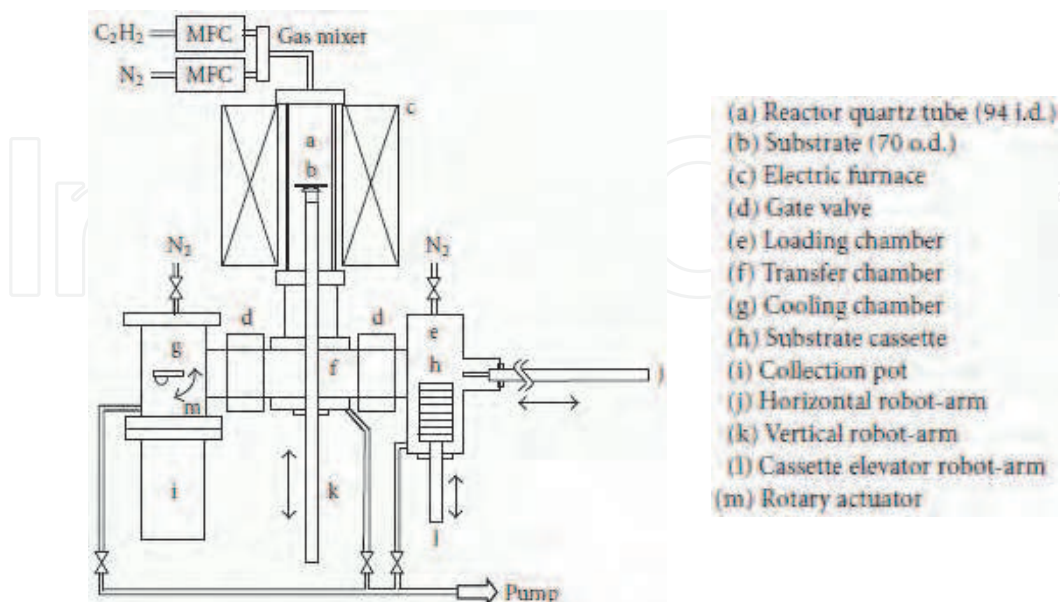 C₂H₂
MFC
Gas mixer
N₂
MFC
c
a
b
N₂
N₂
d
d
e
g
f
h
j
m
i
k
l
Pump
(a) Reactor quartz tube (94 i.d.)
(b) Substrate (70 o.d.)
(c) Electric furnace
(d) Gate valve
(e) Loading chamber
(f) Transfer chamber
(g) Cooling chamber
(h) Substrate cassette
(i) Collection pot
(j) Horizontal robot-arm
(k) Vertical robot-arm
(l) Cassette elevator robot-arm
(m) Rotary actuator